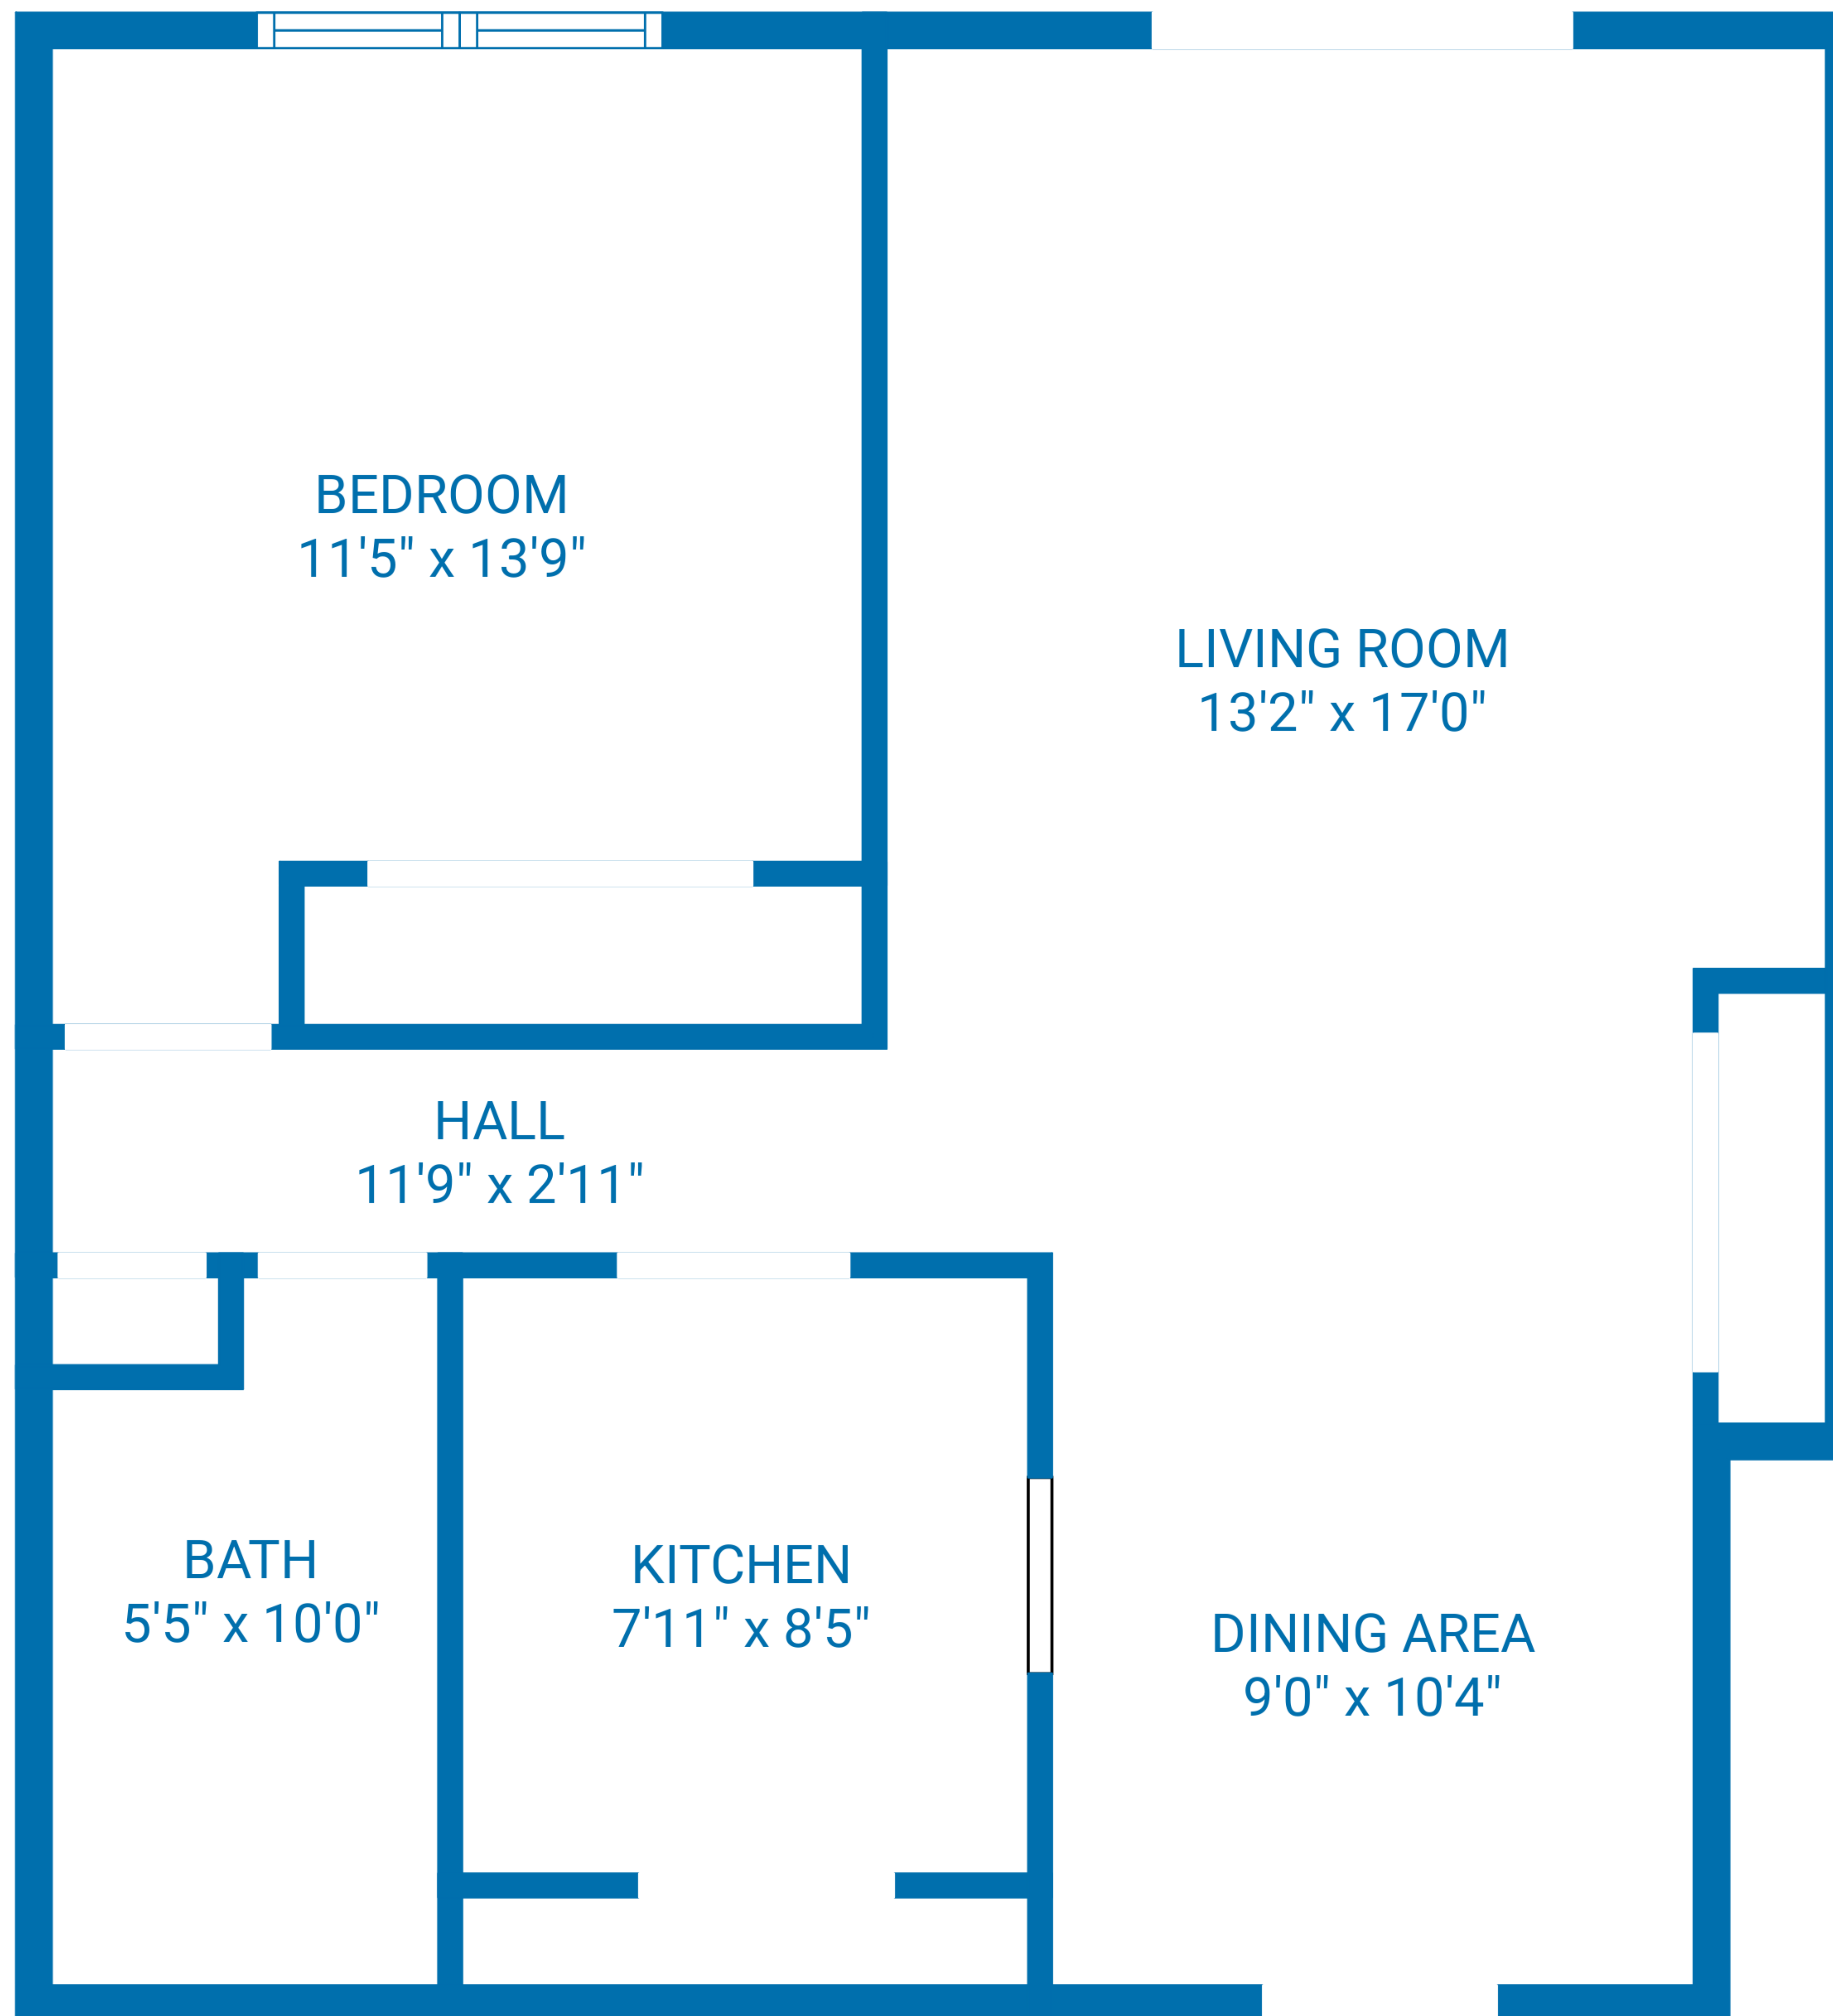 BEDROOM
11'5" x 13'9"
LIVING ROOM
13'2" x 17'0"
HALL
11'9" x 2'11"
BATH
5'5" x 10'0"
KITCHEN
7'11" x 8'5"
DINING AREA
9'0" x 10'4"